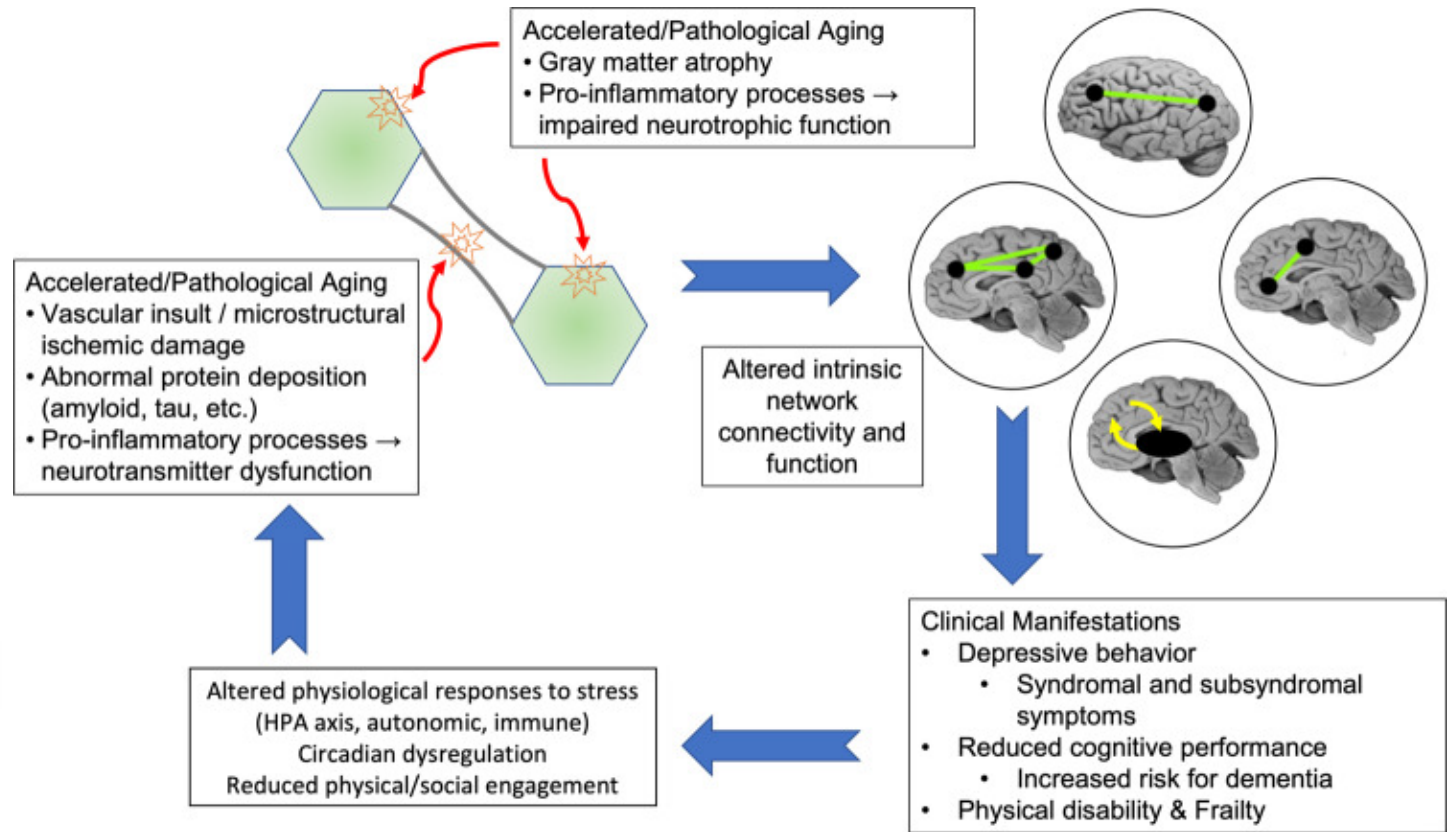 Accelerated/Pathological Aging
• Gray matter atrophy
• Pro-inflammatory processes →
impaired neurotrophic function
Accelerated/Pathological Aging
• Vascular insult / microstructural
ischemic damage
• Abnormal protein deposition
(amyloid, tau, etc.)
• Pro-inflammatory processes →
neurotransmitter dysfunction
Altered intrinsic
network
connectivity and
function
Clinical Manifestations
• Depressive behavior
• Syndromal and subsyndromal
symptoms
• Reduced cognitive performance
• Increased risk for dementia
• Physical disability & Frailty
Altered physiological responses to stress
(HPA axis, autonomic, immune)
Circadian dysregulation
Reduced physical/social engagement